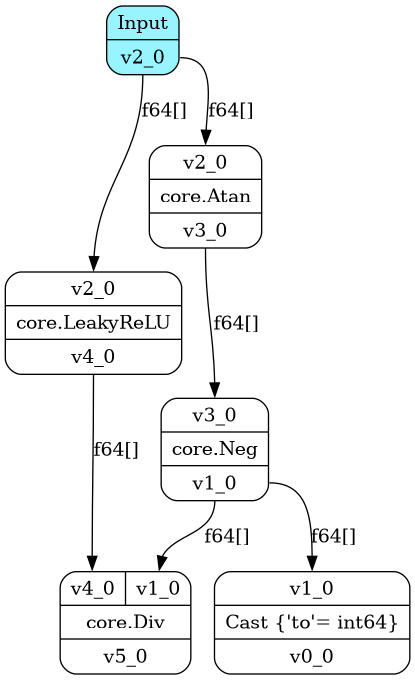 Input
v2_0
f64[]
f64[]
v2_0
core.Atan
v3_0
v2_0
core.LeakyReLU
v4_0
f64[]
v3_0
core.Neg
v1_0
f64[]
f64[]
f64[]
v4_0 v1_0
core.Div
v5_0
v1_0
Cast {'to'= int64}
v0_0